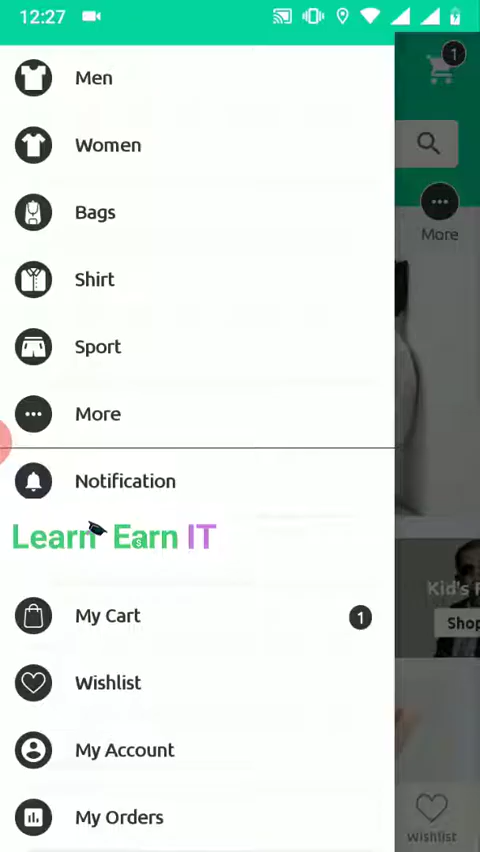 12:27
1
Men
Women
Bags
More
Shirt
Sport
More
Notification
Learn Earn IT
Kid's
My Cart
1
Shop
Wishlist
My Account
My Orders
Wishlist